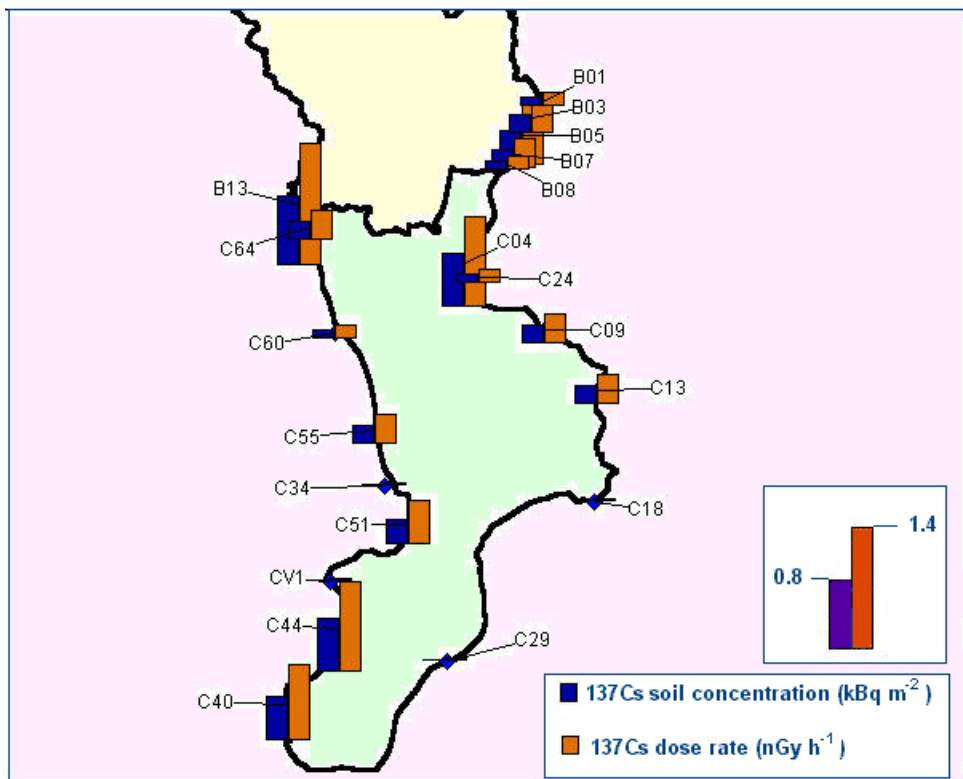 B01
B03
B05
B07
B08
B13
C64
C04
C24
C60
C09
C13
C55
C34
C18
C51
1.4
0.8
CV1
C44
C29
C40
137Cs soil concentration (kBq m⁻²)
137Cs dose rate (nGy h⁻¹)